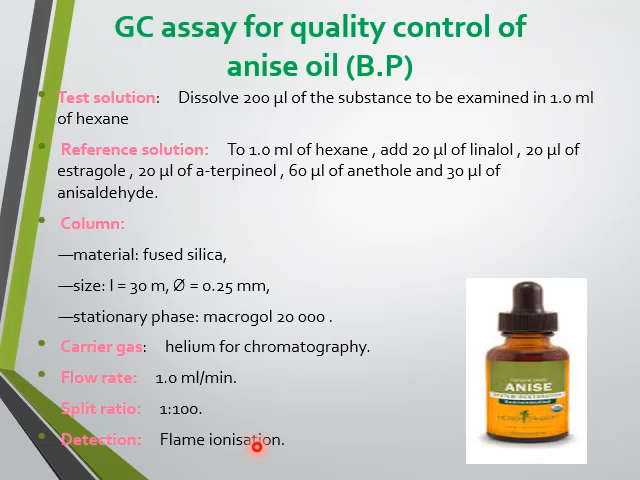 GC assay for quality control of
anise oil (B.P)
Test solution: Dissolve 200 µl of the substance to be examined in 1.0 ml
of hexane
Reference solution: To 1.0 ml of hexane , add 20 µl of linalol , 20 µl of
estragole , 20 µl of a-terpineol , 60 µl of anethole and 30 µl of
anisaldehyde.
Column:
—material: fused silica,
—size: l = 30 m, Ø = 0.25 mm,
—stationary phase: macrogol 20 000 .
Carrier gas: helium for chromatography.
Flow rate: 1.0 ml/min.
Split ratio: 1:100.
Detection: Flame ionisation.
ANISE